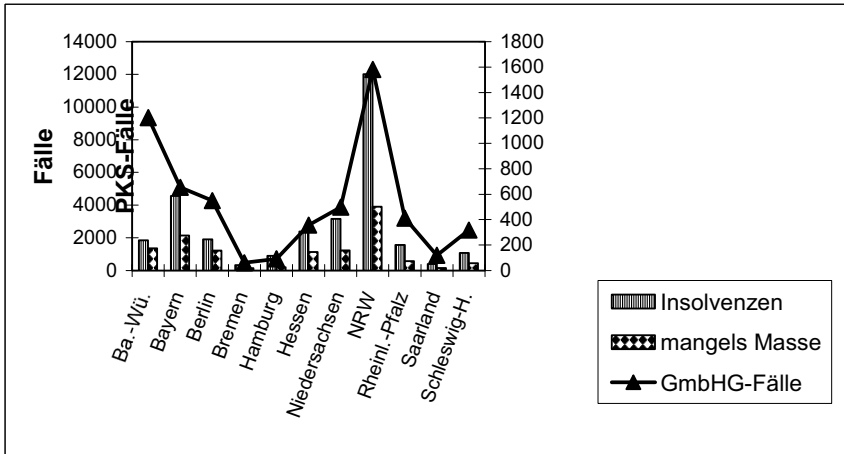 Fälle
PKS-Fälle
14000
12000
10000
8000
6000
4000
2000
0
1800
1600
1400
1200
1000
800
600
400
200
0
Ba.-Wü.
Bayern
Berlin
Bremen
Hamburg
Hessen
Niedersachsen
NRW
Rheinl.-Pfalz
Saarland
Schleswig-H.
Insolvenzen
mangels Masse
GmbHG-Fälle